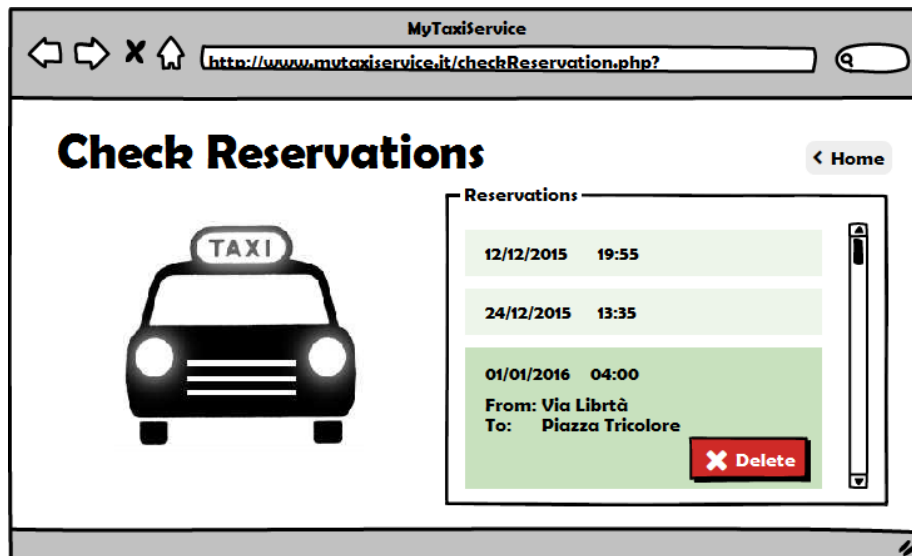 MyTaxiService
http://www.mytaxiservice.it/checkReservation.php?
Check Reservations
< Home
Reservations
TAXI
12/12/2015 19:55
24/12/2015 13:35
01/01/2016 04:00
From: Via Librtà
To: Piazza Tricolore
Delete